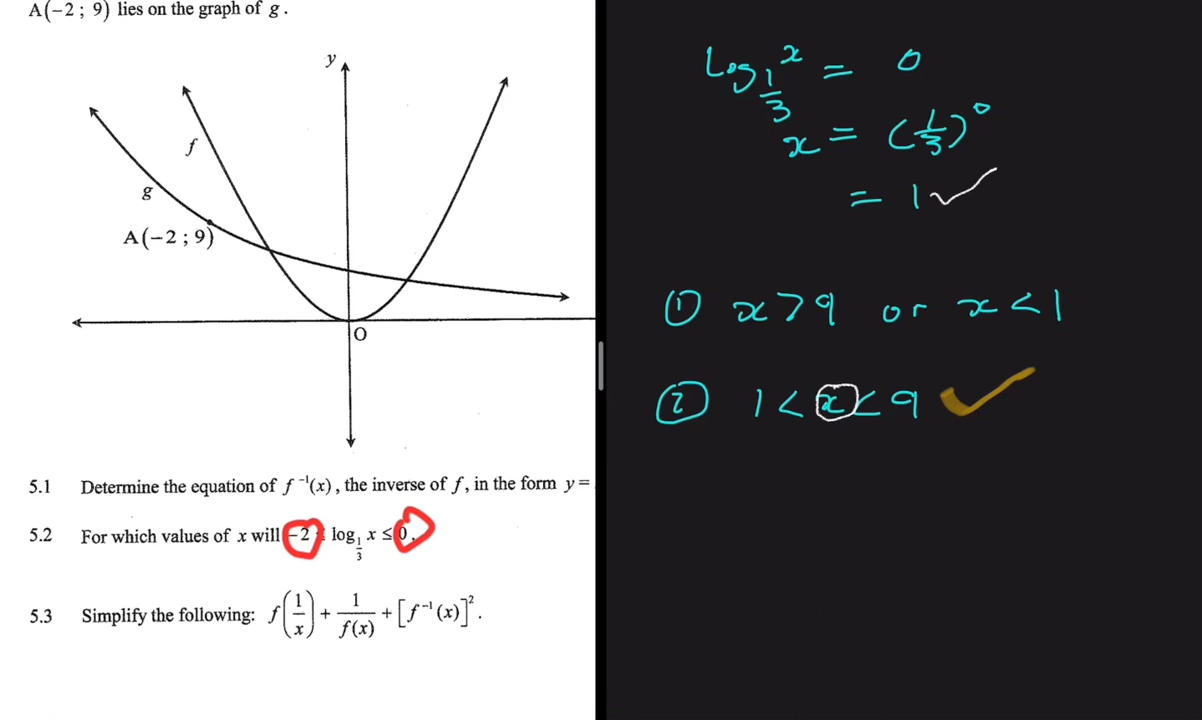 A(−2 ; 9) lies on the graph of g .
y
f
g
A(−2 ; 9)
O
5.1 Determine the equation of f ⁻¹(x) , the inverse of f, in the form y =
5.2 For which values of x will −2 ≤ log_{1/3} x ≤ 0.
5.3 Simplify the following: f(1/x) + 1/f(x) + [f⁻¹(x)]² .
Log_{1/3} x = 0
x = (1/3)⁰
= 1 ✓
① x > 9 or x < 1
② 1 < x < 9 ✓